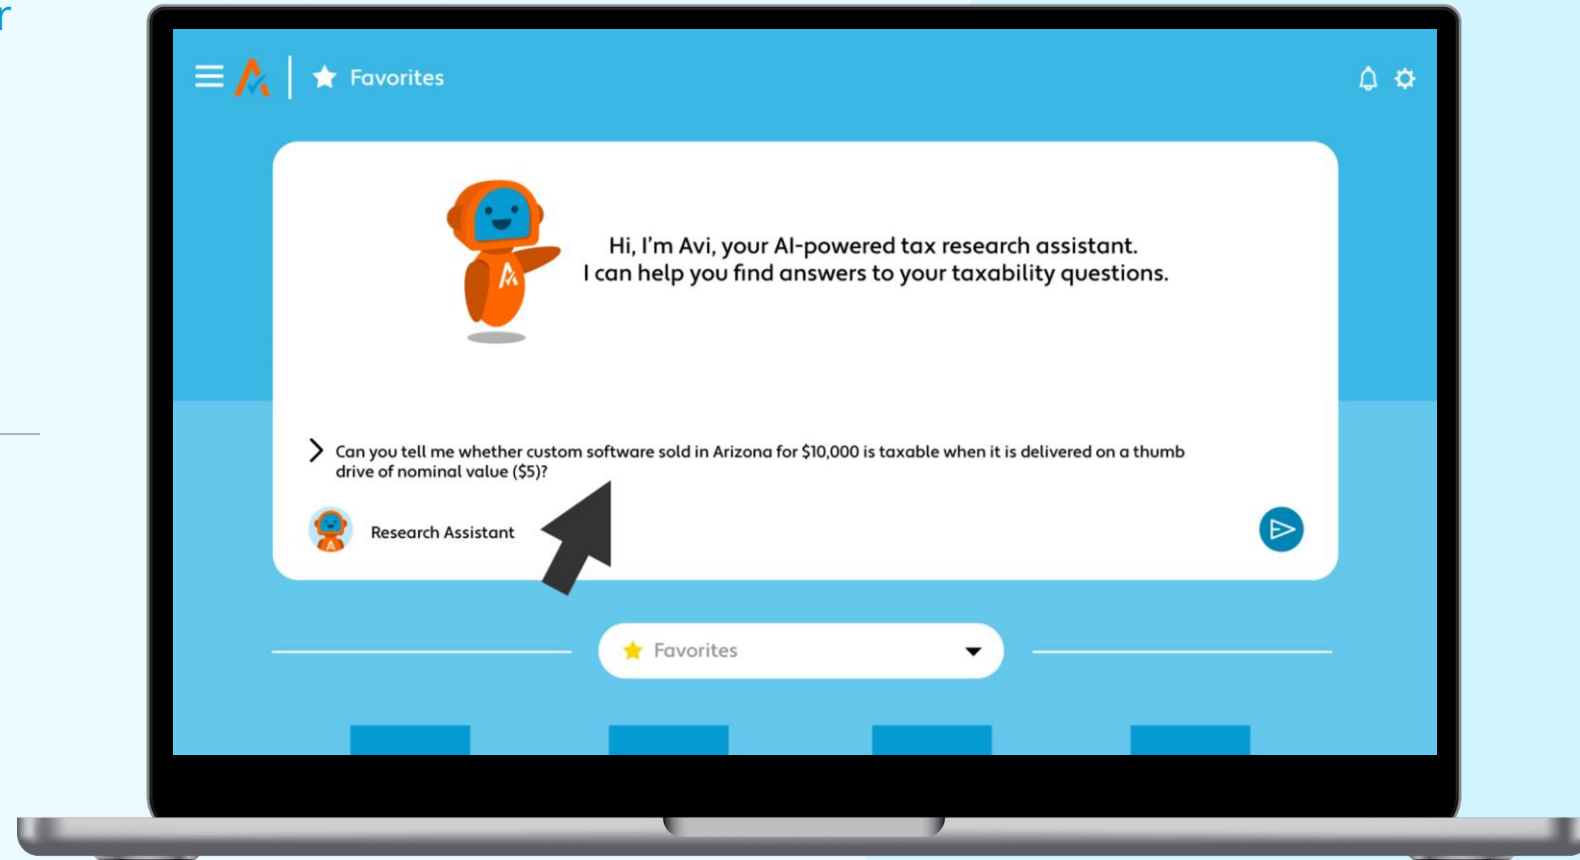 r
Favorites
Hi, I'm Avi, your AI-powered tax research assistant.
I can help you find answers to your taxability questions.
Can you tell me whether custom software sold in Arizona for $10,000 is taxable when it is delivered on a thumb
drive of nominal value ($5)?
Research Assistant
Favorites